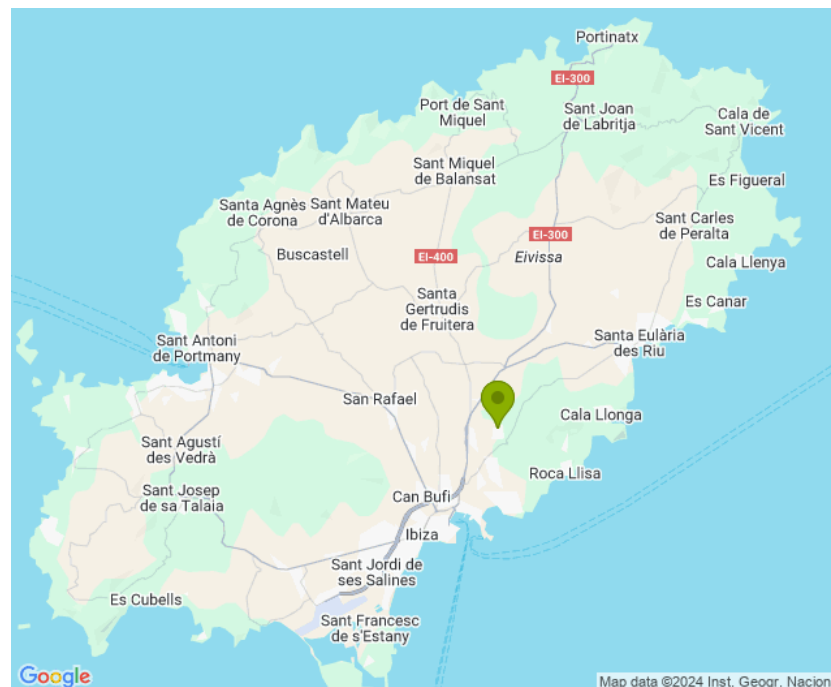 Portinatx
EI-300
Port de Sant
Miquel
Sant Joan
de Labritja
Cala de
Sant Vicent
Sant Miquel
de Balansat
Es Figueral
Santa Agnès
de Corona
Sant Mateu
d'Albarca
Sant Carles
de Peralta
EI-300
Buscastell
EI-400
Eivissa
Cala Llenya
Santa
Gertrudis
de Fruitera
Es Canar
Sant Antoni
de Portmany
Santa Eulària
des Riu
San Rafael
Cala Llonga
Sant Agustí
des Vedrà
Roca Llisa
Sant Josep
de sa Talaia
Can Bufi
Ibiza
Sant Jordi de
ses Salines
Es Cubells
Sant Francesc
de s'Estany
Google
Map data ©2024 Inst. Geogr. Nacion